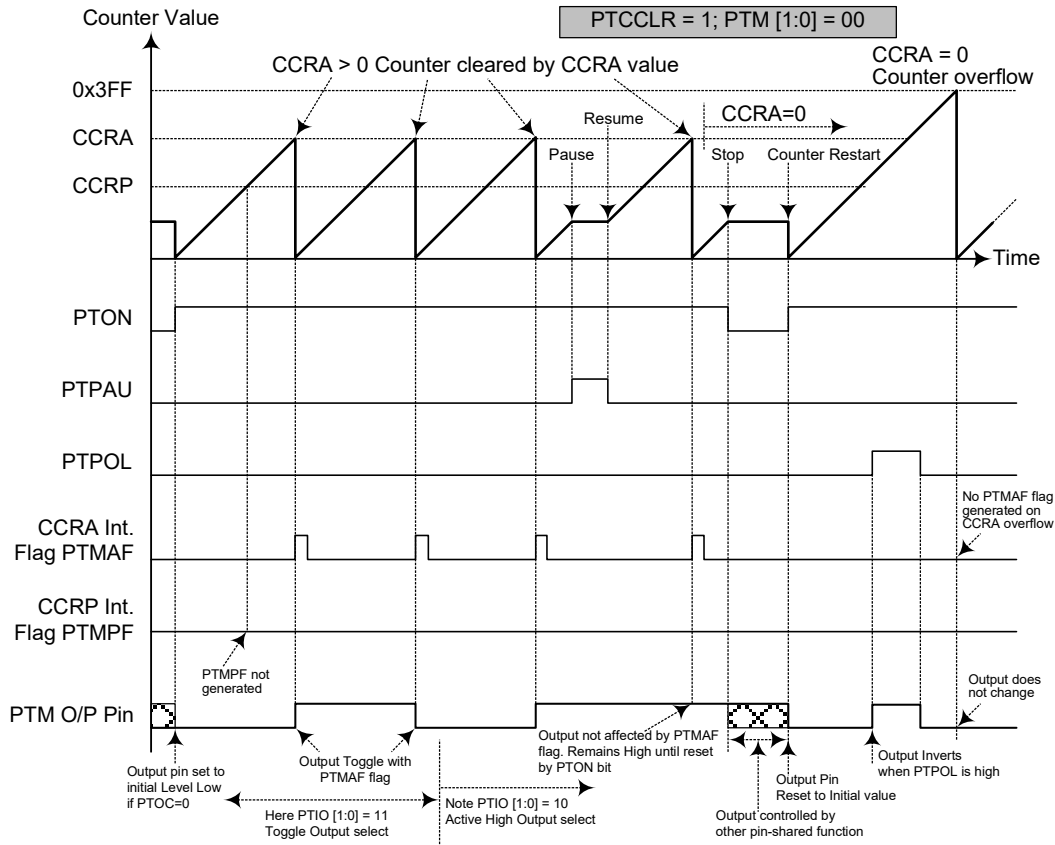 Counter Value
PTCCLR = 1; PTM [1:0] = 00
CCRA = 0
Counter overflow
CCRA > 0 Counter cleared by CCRA value
0x3FF
CCRA
CCRP
Resume
CCRA=0
Pause
Stop
Counter Restart
Time
PTON
PTPAU
PTPOL
No PTMAF flag
generated on
CCRA overflow
CCRA Int.
Flag PTMAF
CCRP Int.
Flag PTMPF
PTMPF not
generated
Output does
not change
PTM O/P Pin
Output pin set to
initial Level Low
if PTOC=0
Output Toggle with
PTMAF flag
Output not affected by PTMAF
flag. Remains High until reset
by PTON bit
Output Inverts
when PTPOL is high
Output Pin
Reset to Initial value
Here PTIO [1:0] = 11
Toggle Output select
Note PTIO [1:0] = 10
Active High Output select
Output controlled by
other pin-shared function